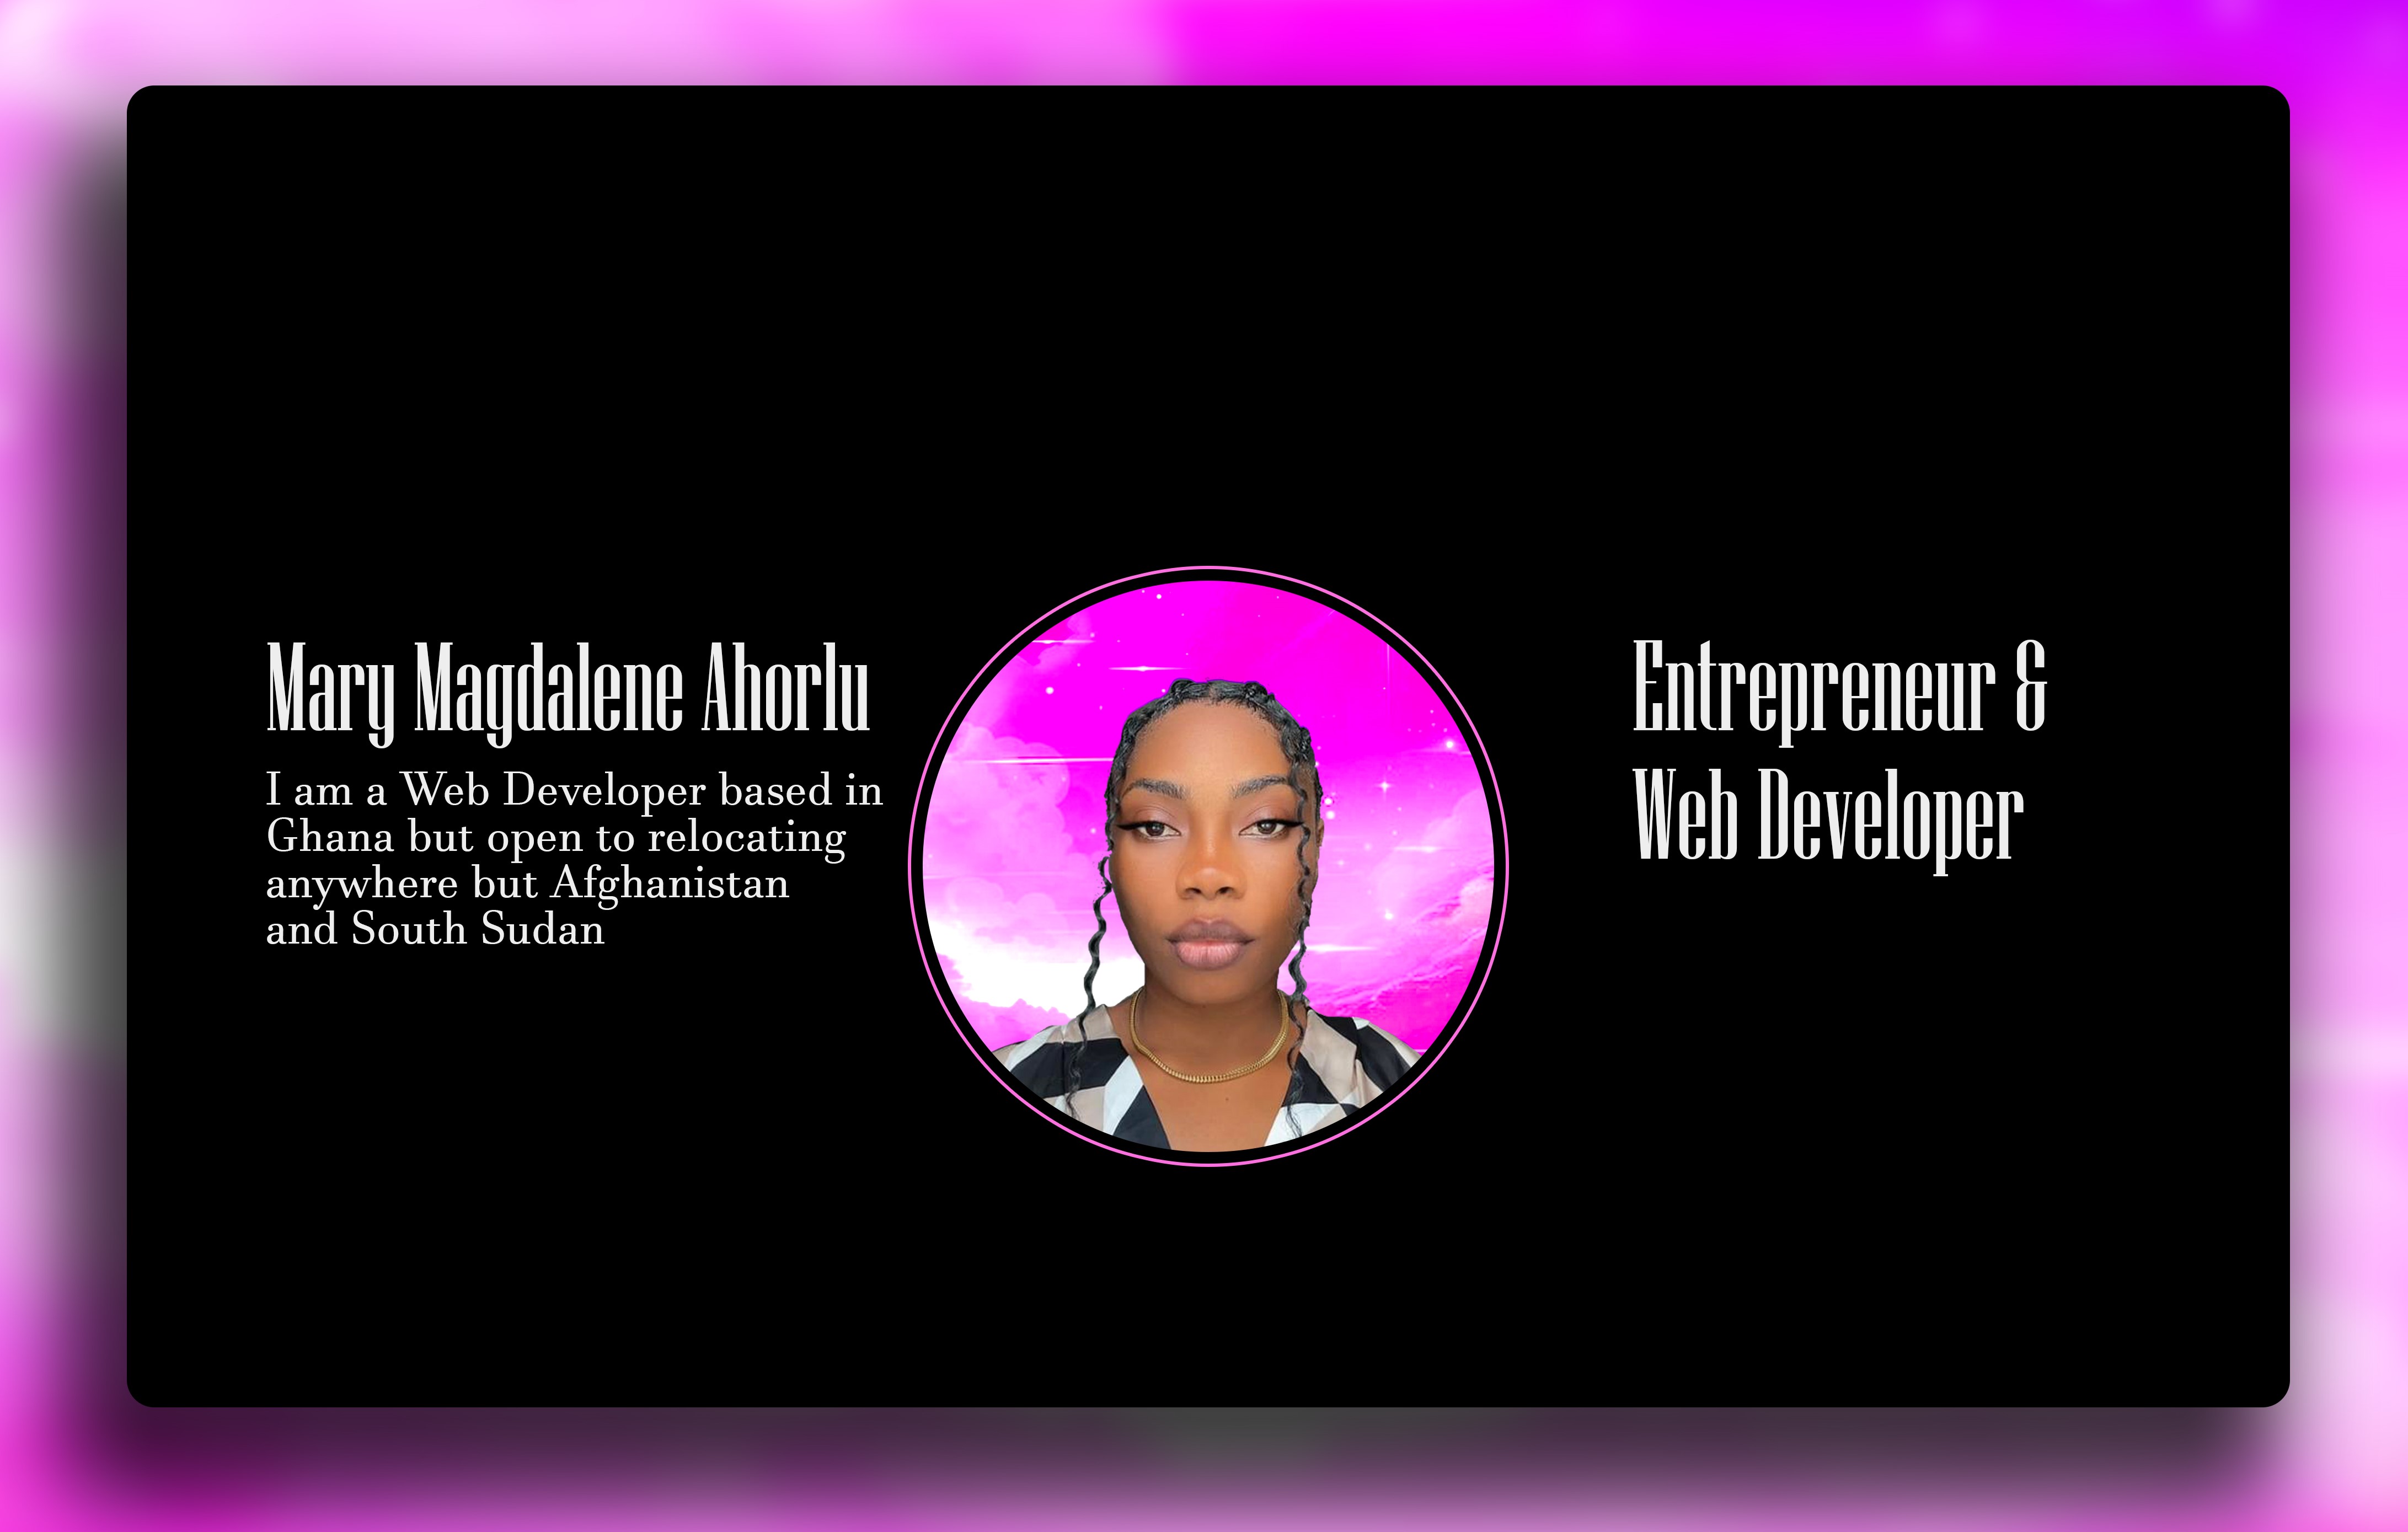 Mary Magdalene Ahorlu
I am a Web Developer based in
Ghana but open to relocating
anywhere but Afghanistan
and South Sudan
Entrepreneur &
Web Developer